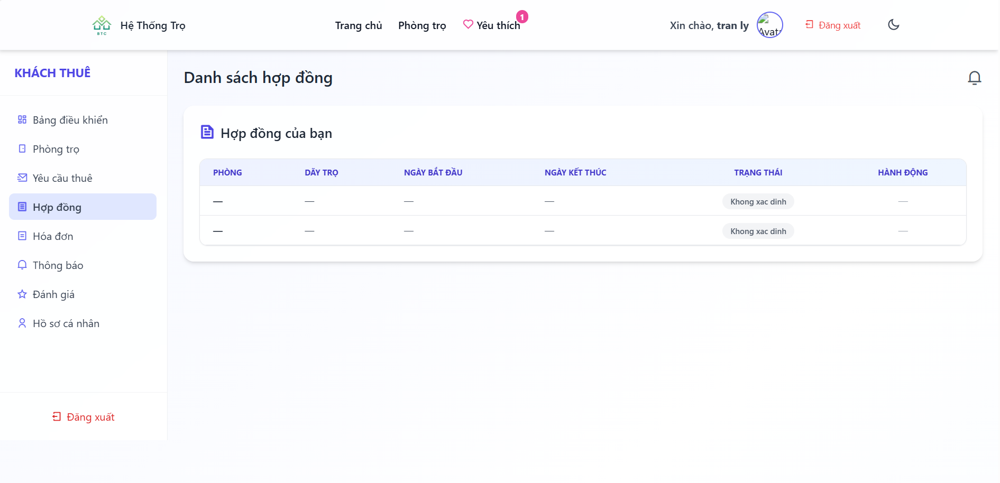 BTC
Hệ Thống Trọ
Trang chủ
Phòng trọ
Yêu thích
1
Xin chào, tran ly
Đăng xuất
KHÁCH THUÊ
Bảng điều khiển
Phòng trọ
Yêu cầu thuê
Hợp đồng
Hóa đơn
Thông báo
Đánh giá
Hồ sơ cá nhân
Đăng xuất
Danh sách hợp đồng
Hợp đồng của bạn
PHÒNG DÃY TRỌ NGÀY BẮT ĐẦU NGÀY KẾT THÚC TRẠNG THÁI HÀNH ĐỘNG
— — — — Khong xac dinh —
— — — — Khong xac dinh —